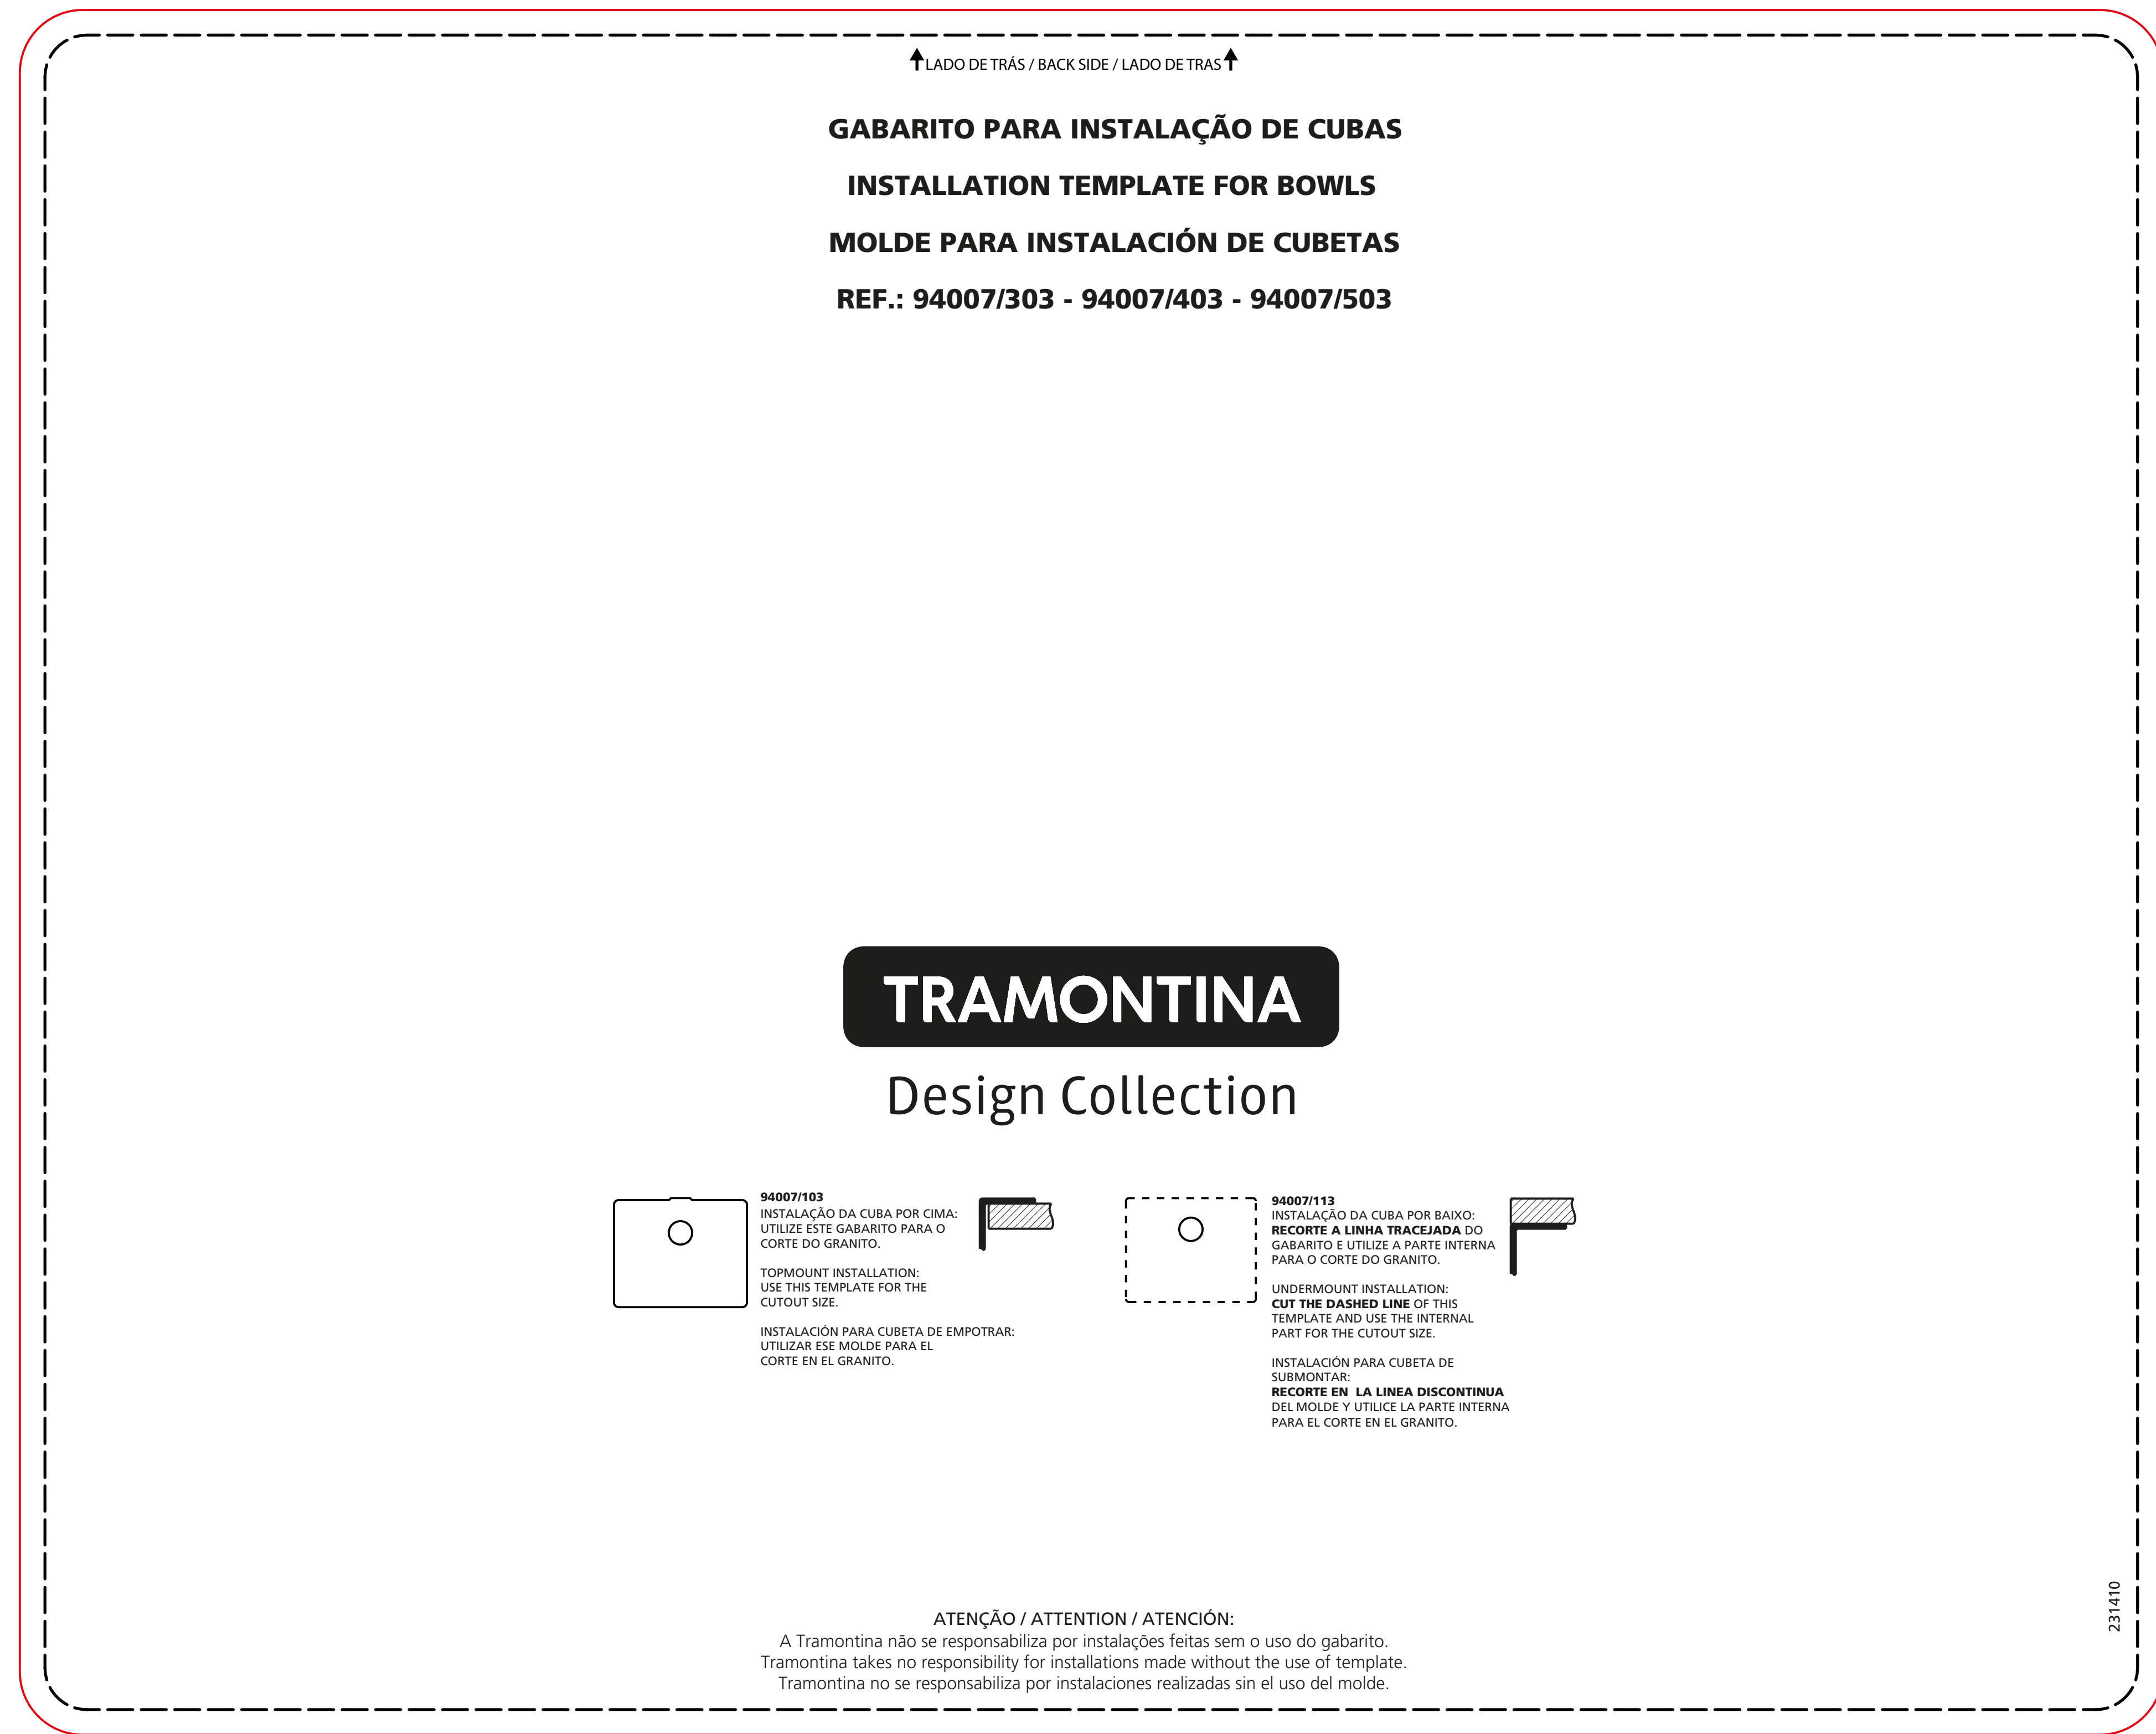 LADO DE TRÁS / BACK SIDE / LADO DE TRAS
GABARITO PARA INSTALAÇÃO DE CUBAS
INSTALLATION TEMPLATE FOR BOWLS
MOLDE PARA INSTALACIÓN DE CUBETAS
REF.: 94007/303 - 94007/403 - 94007/503
TRAMONTINA
Design Collection
94007/103
INSTALAÇÃO DA CUBA POR CIMA:
UTILIZE ESTE GABARITO PARA O
CORTE DO GRANITO.
TOPMOUNT INSTALLATION:
USE THIS TEMPLATE FOR THE
CUTOUT SIZE.
INSTALACIÓN PARA CUBETA DE EMPOTRAR:
UTILIZAR ESE MOLDE PARA EL
CORTE EN EL GRANITO.
94007/113
INSTALAÇÃO DA CUBA POR BAIXO:
RECORTE A LINHA TRACEJADA DO
GABARITO E UTILIZE A PARTE INTERNA
PARA O CORTE DO GRANITO.
UNDERMOUNT INSTALLATION:
CUT THE DASHED LINE OF THIS
TEMPLATE AND USE THE INTERNAL
PART FOR THE CUTOUT SIZE.
INSTALACIÓN PARA CUBETA DE
SUBMONTAR:
RECORTE EN LA LINEA DISCONTINUA
DEL MOLDE Y UTILICE LA PARTE INTERNA
PARA EL CORTE EN EL GRANITO.
231410
ATENÇÃO / ATTENTION / ATENCIÓN:
A Tramontina não se responsabiliza por instalações feitas sem o uso do gabarito.
Tramontina takes no responsibility for installations made without the use of template.
Tramontina no se responsabiliza por instalaciones realizadas sin el uso del molde.